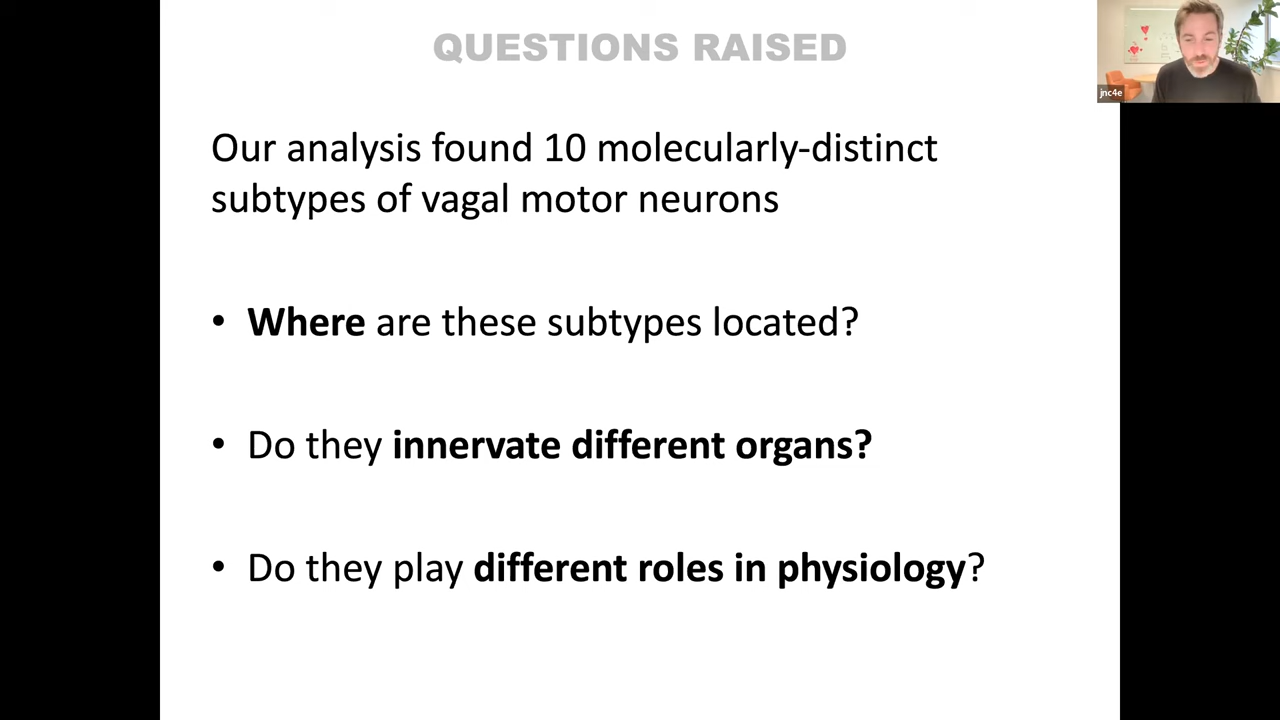 QUESTIONS RAISED
jnc4e
Our analysis found 10 molecularly-distinct
subtypes of vagal motor neurons
• Where are these subtypes located?
• Do they innervate different organs?
• Do they play different roles in physiology?